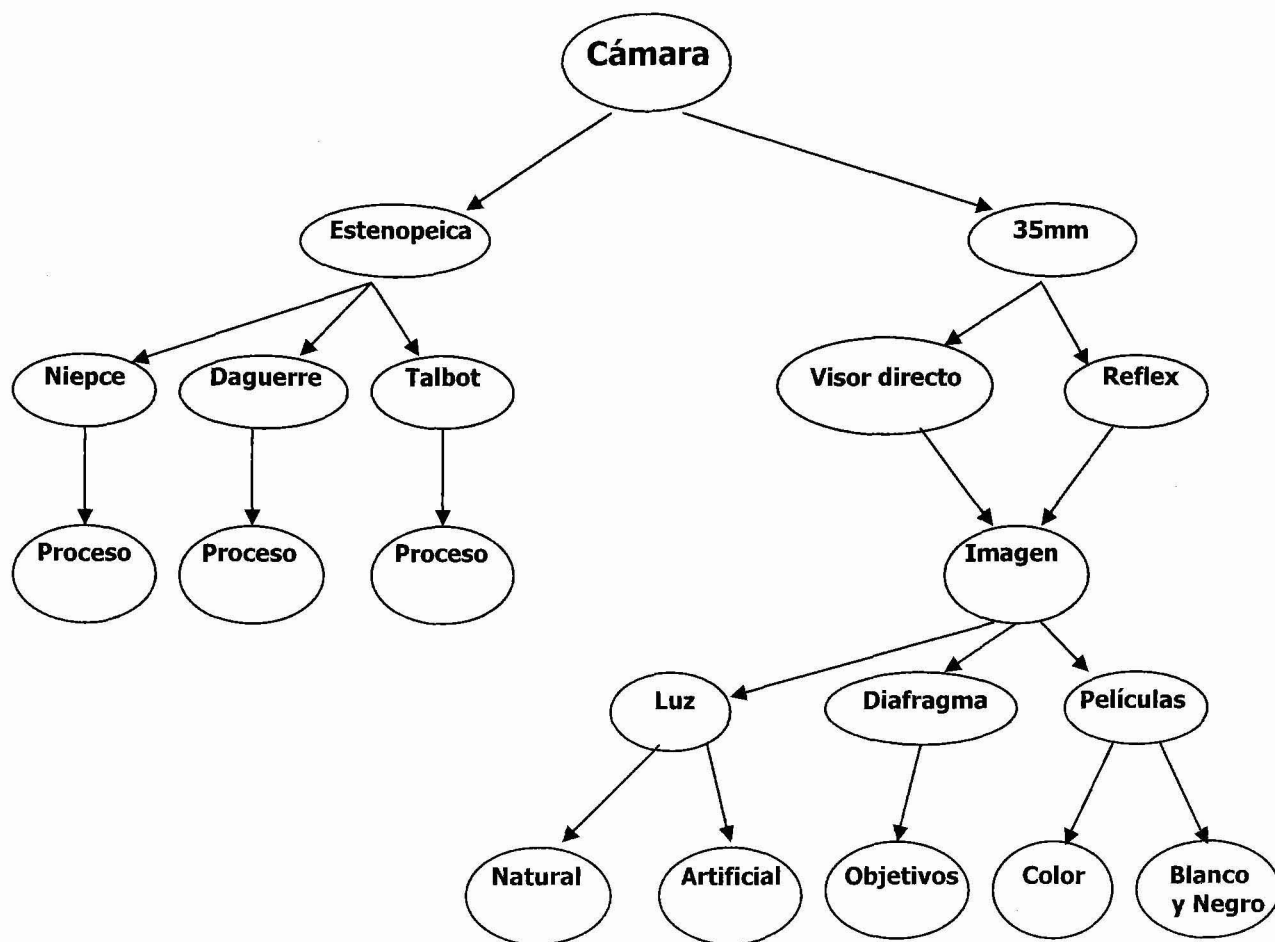 Cámara
Estenopeica
35mm
Niepce
Daguerre
Talbot
Visor directo
Reflex
Proceso
Proceso
Proceso
Imagen
Luz
Diafragma
Películas
Natural
Artificial
Objetivos
Color
Blanco
y Negro